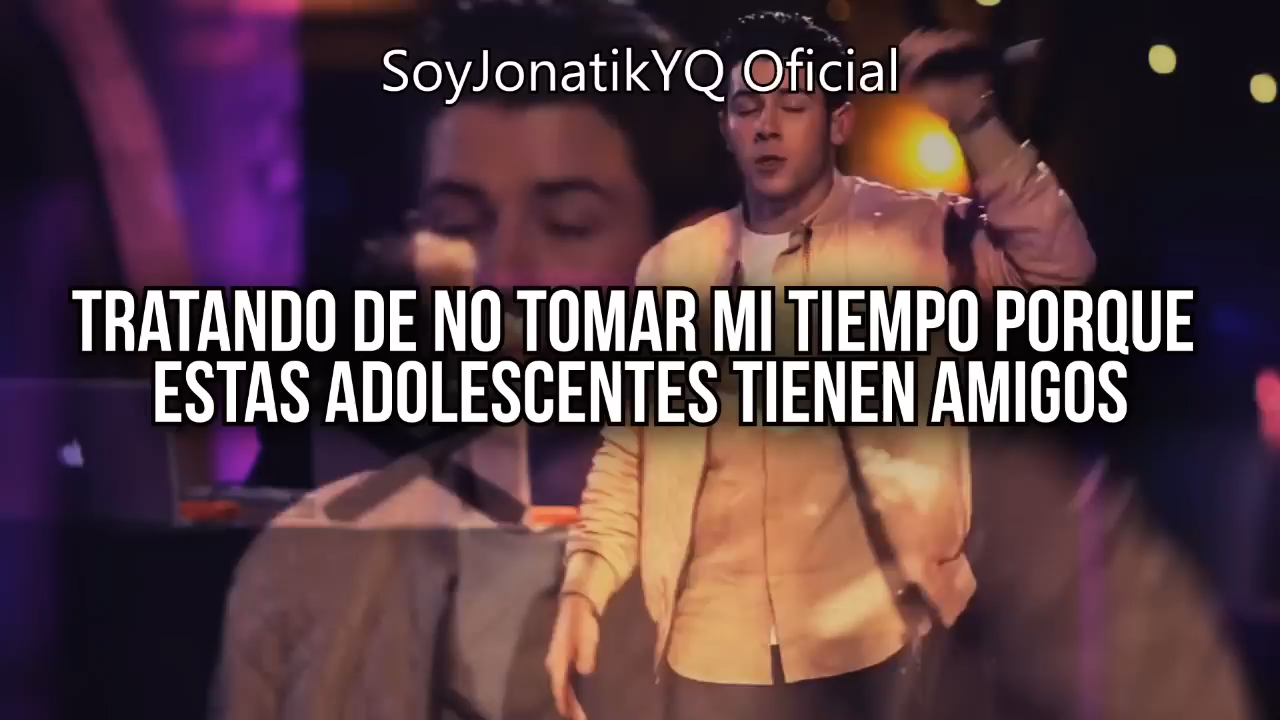 SoyJonatikYQ Oficial
TRATANDO DE NO TOMAR MI TIEMPO PORQUE
ESTAS ADOLESCENTES TIENEN AMIGOS